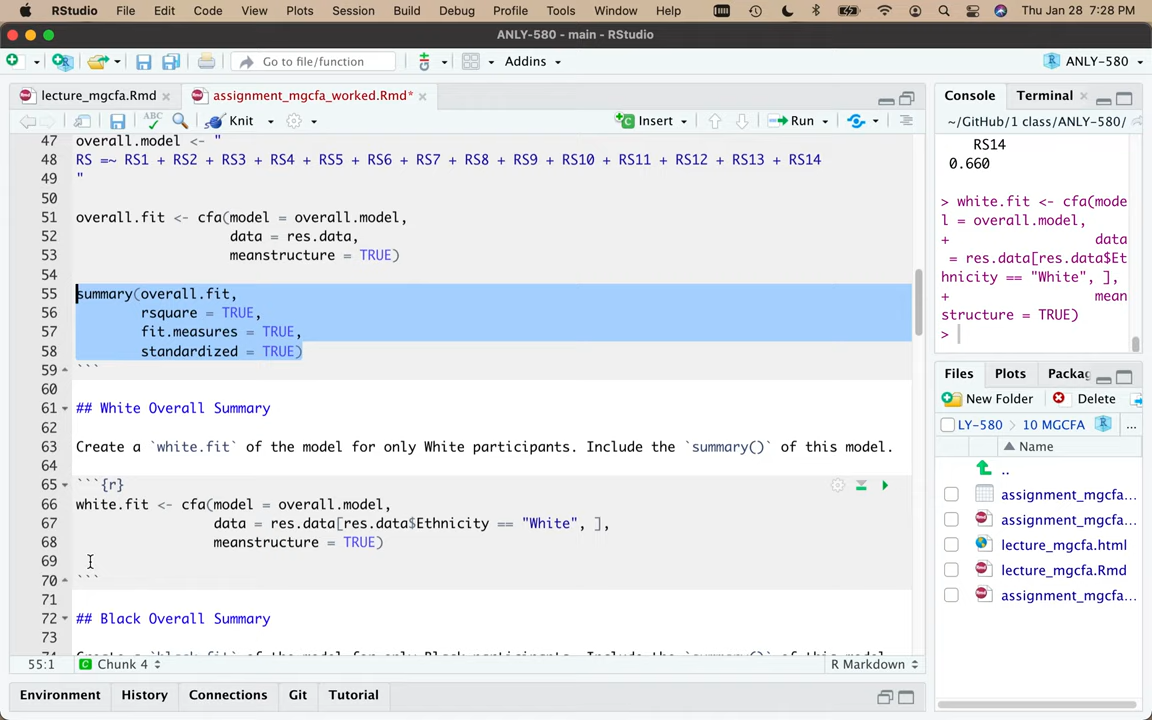 RStudio File Edit Code View Plots Session Build Debug Profile Tools Window Help Thu Jan 28 7:28 PM
ANLY-580 - main - RStudio
Go to file/function Addins ANLY-580
lecture_mgcfa.Rmd assignment_mgcfa_worked.Rmd*
ABC Knit Insert Run
47 overall.model <- "
48 RS =~ RS1 + RS2 + RS3 + RS4 + RS5 + RS6 + RS7 + RS8 + RS9 + RS10 + RS11 + RS12 + RS13 + RS14
49 "
50
51 overall.fit <- cfa(model = overall.model,
52 data = res.data,
53 meanstructure = TRUE)
54
55 summary(overall.fit,
56 rsquare = TRUE,
57 fit.measures = TRUE,
58 standardized = TRUE)
59 ```
60
61 ## White Overall Summary
62
63 Create a `white.fit` of the model for only White participants. Include the `summary()` of this model.
64
65 ```{r}
66 white.fit <- cfa(model = overall.model,
67 data = res.data[res.data$Ethnicity == "White", ],
68 meanstructure = TRUE)
69
70 ```
71
72 ## Black Overall Summary
73
55:1 Chunk 4 R Markdown
Environment History Connections Git Tutorial
Console Terminal
~/GitHub/1 class/ANLY-580/
RS14
0.660
> white.fit <- cfa(mode
l = overall.model,
+ data
= res.data[res.data$Et
hnicity == "White", ],
+ mean
structure = TRUE)
>
Files Plots Packag
New Folder Delete
LY-580 10 MGCFA ...
Name
..
assignment_mgcfa...
assignment_mgcfa...
lecture_mgcfa.html
lecture_mgcfa.Rmd
assignment_mgcfa...